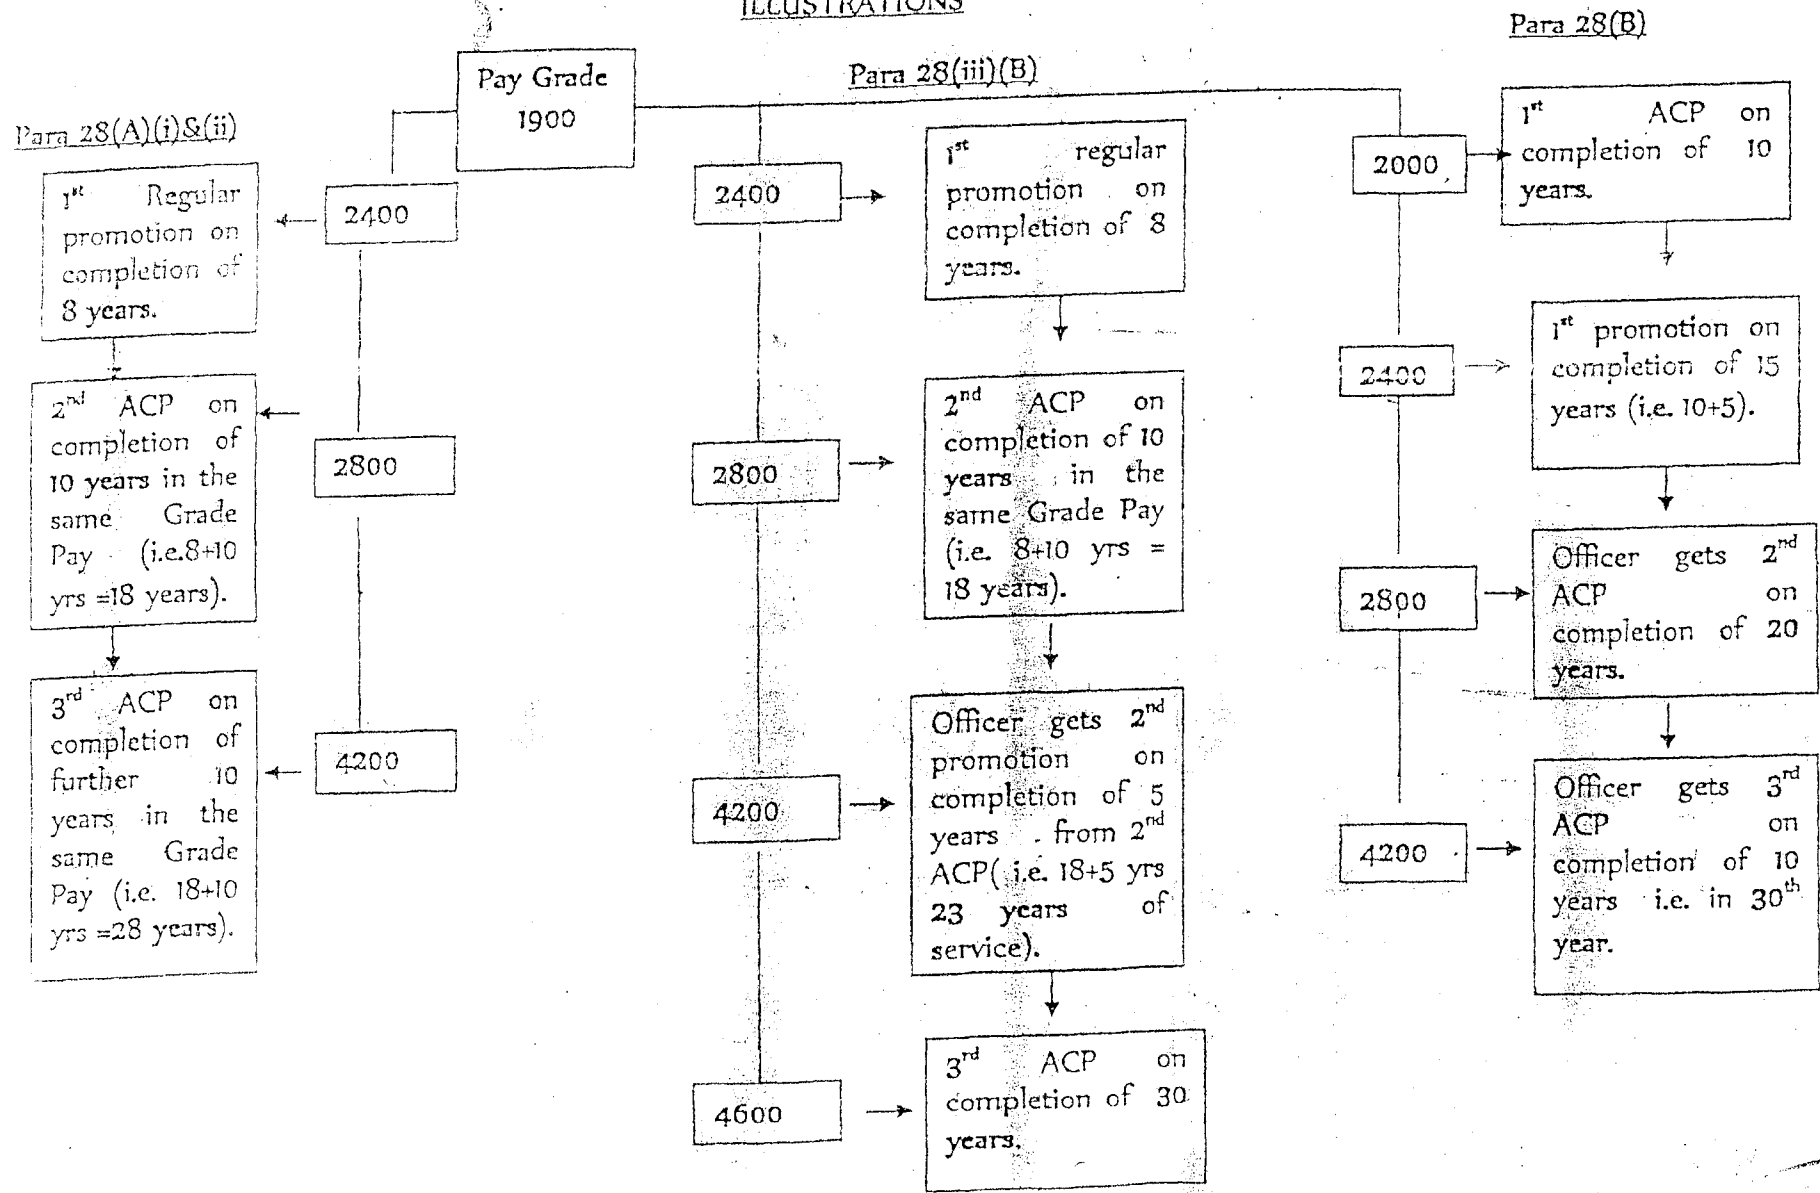 ILLUSTRATIONS
Pay Grade
1900
Para 28(A)(i)&(ii)
2400
1st Regular
promotion on
completion of
8 years.
2800
2nd ACP on
completion of
10 years in the
same Grade
Pay (i.e.8+10
yrs =18 years).
4200
3rd ACP on
completion of
further 10
years in the
same Grade
Pay (i.e. 18+10
yrs =28 years).
Para 28(iii)(B)
2400
1st regular
promotion on
completion of 8
years.
2800
2nd ACP on
completion of 10
years in the
same Grade Pay
(i.e. 8+10 yrs =
18 years).
4200
Officer gets 2nd
promotion on
completion of 5
years from 2nd
ACP( i.e. 18+5 yrs
23 years of
service).
4600
3rd ACP on
completion of 30
years.
Para 28(B)
2000
1st ACP on
completion of 10
years.
2400
1st promotion on
completion of 15
years (i.e. 10+5).
2800
Officer gets 2nd
ACP on
completion of 20
years.
4200
Officer gets 3rd
ACP on
completion of 10
years i.e. in 30th
year.